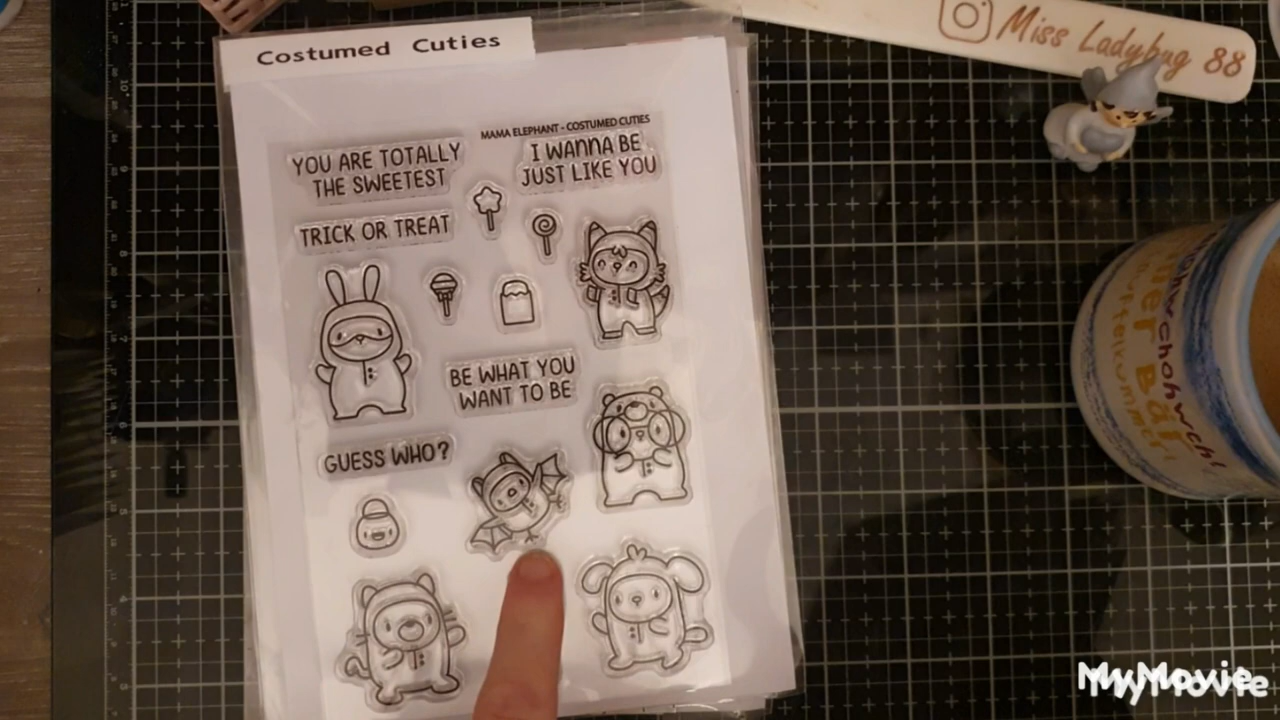 Costumed Cuties
Miss Ladybug 88
MAMA ELEPHANT - COSTUMED CUTIES
YOU ARE TOTALLY
THE SWEETEST
I WANNA BE
JUST LIKE YOU
TRICK OR TREAT
BE WHAT YOU
WANT TO BE
GUESS WHO?
MyMovie